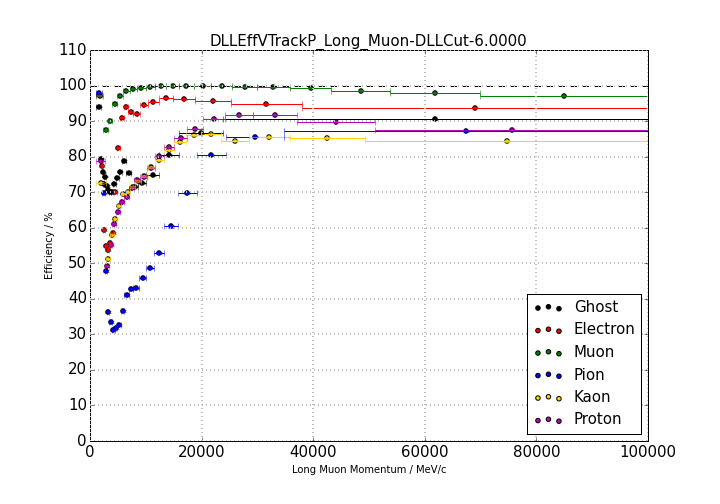 DLLEffVTrackP_Long_Muon-DLLCut-6.0000
110
100
90
80
70
60
50
40
30
20
10
0
Efficiency / %
0
20000
40000
60000
80000
100000
Long Muon Momentum / MeV/c
Ghost
Electron
Muon
Pion
Kaon
Proton